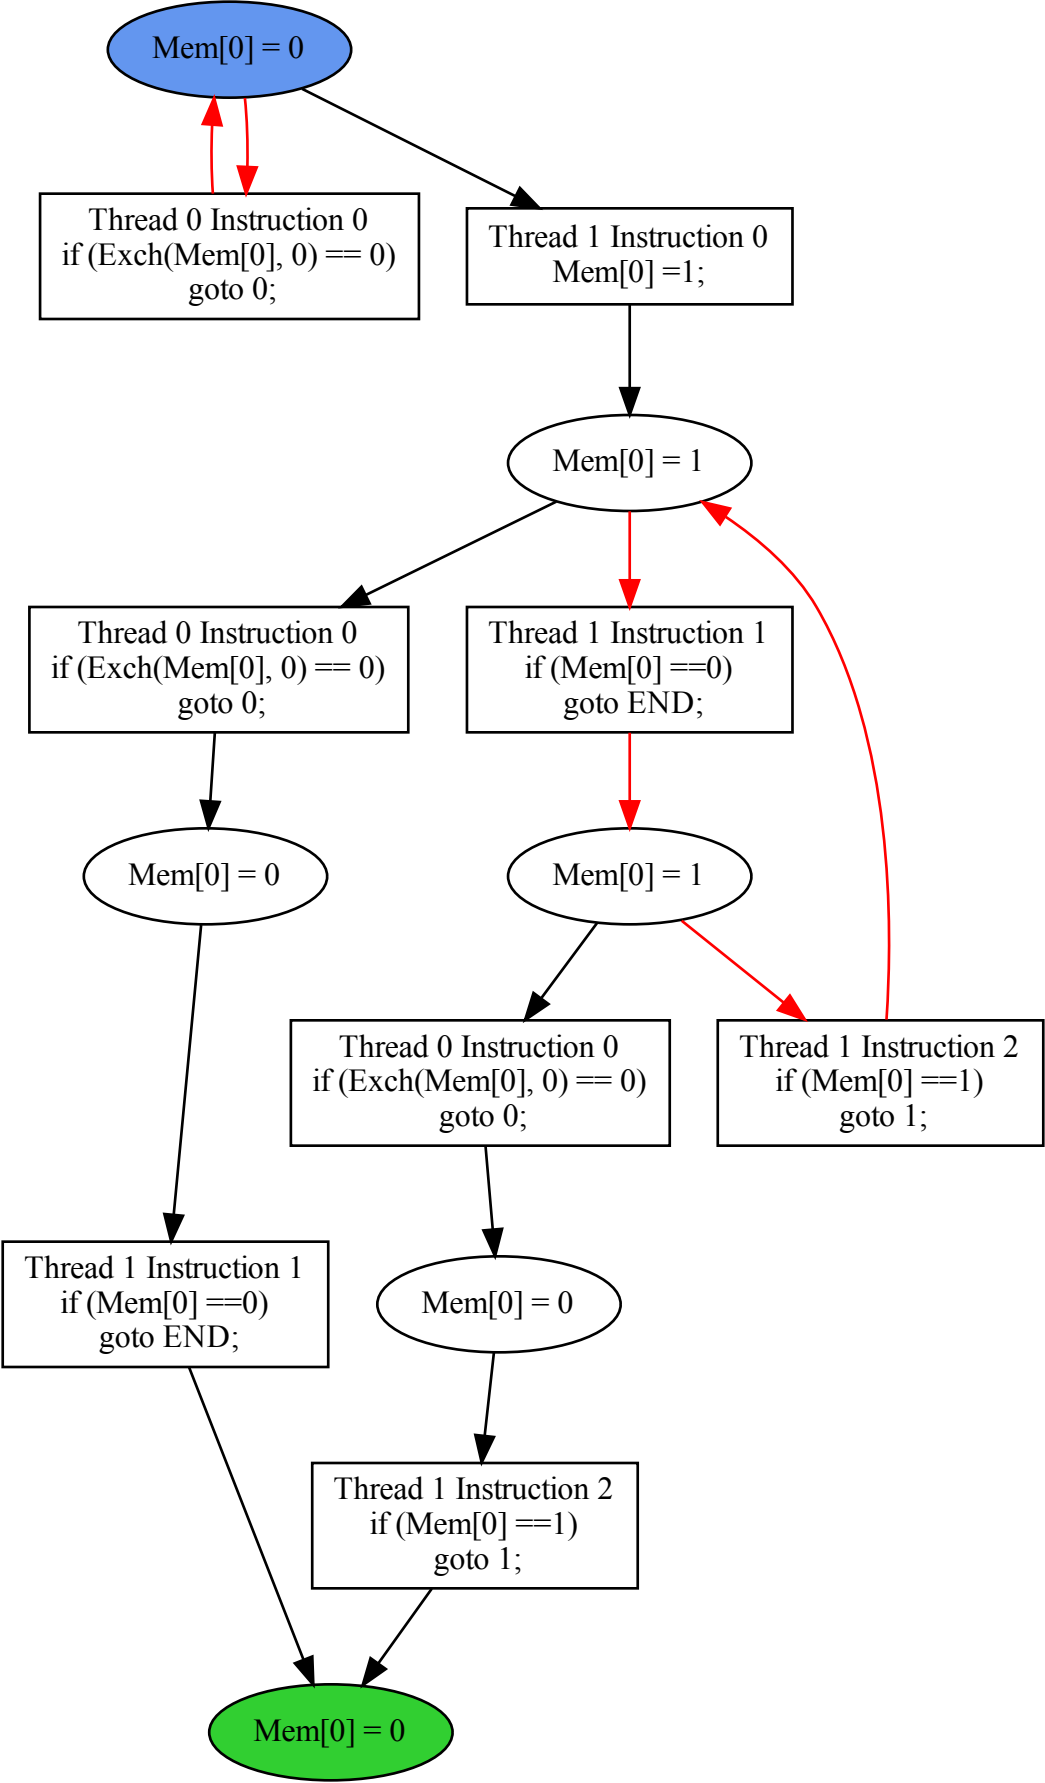 Mem[0] = 0
Thread 0 Instruction 0
if (Exch(Mem[0], 0) == 0)
goto 0;
Thread 1 Instruction 0
Mem[0] =1;
Mem[0] = 1
Thread 0 Instruction 0
if (Exch(Mem[0], 0) == 0)
goto 0;
Thread 1 Instruction 1
if (Mem[0] ==0)
goto END;
Mem[0] = 0
Mem[0] = 1
Thread 0 Instruction 0
if (Exch(Mem[0], 0) == 0)
goto 0;
Thread 1 Instruction 2
if (Mem[0] ==1)
goto 1;
Thread 1 Instruction 1
if (Mem[0] ==0)
goto END;
Mem[0] = 0
Thread 1 Instruction 2
if (Mem[0] ==1)
goto 1;
Mem[0] = 0